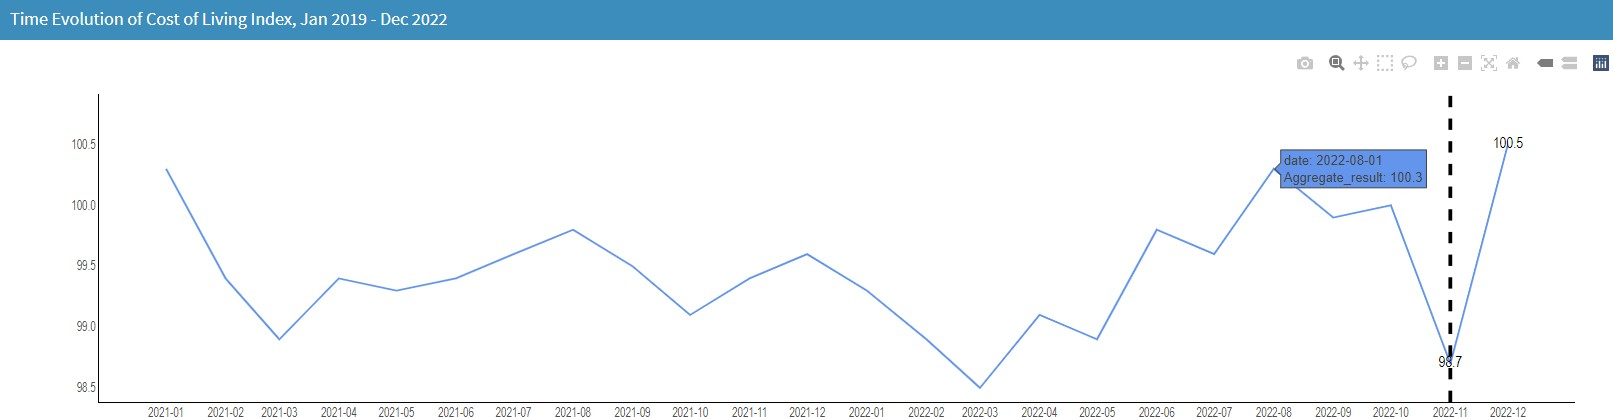 Time Evolution of Cost of Living Index, Jan 2019 - Dec 2022
100.5
100.5
date: 2022-08-01
Aggregate_result: 100.3
100.0
99.5
99.0
98.7
98.5
2021-01 2021-02 2021-03 2021-04 2021-05 2021-06 2021-07 2021-08 2021-09 2021-10 2021-11 2021-12 2022-01 2022-02 2022-03 2022-04 2022-05 2022-06 2022-07 2022-08 2022-09 2022-10 2022-11 2022-12